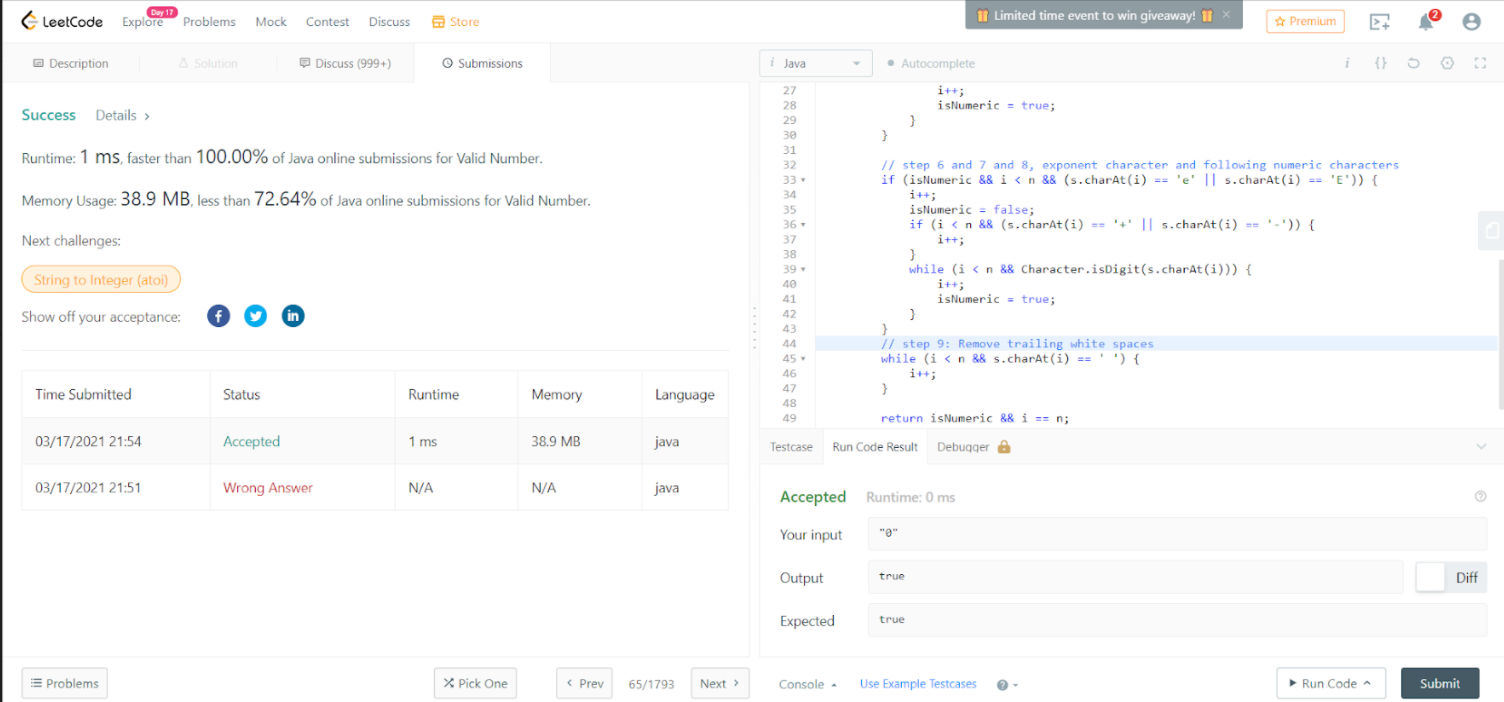 LeetCode Explore Day 17 Problems Mock Contest Discuss Store Limited time event to win giveaway! × Premium 2
Description Solution Discuss (999+) Submissions
i Java Autocomplete
Success Details >
Runtime: 1 ms, faster than 100.00% of Java online submissions for Valid Number.
Memory Usage: 38.9 MB, less than 72.64% of Java online submissions for Valid Number.
Next challenges:
String to Integer (atoi)
Show off your acceptance:
Time Submitted Status Runtime Memory Language
03/17/2021 21:54 Accepted 1 ms 38.9 MB java
03/17/2021 21:51 Wrong Answer N/A N/A java
27 i++;
28 isNumeric = true;
29 }
30 }
31
32 // step 6 and 7 and 8, exponent character and following numeric characters
33 if (isNumeric && i < n && (s.charAt(i) == 'e' || s.charAt(i) == 'E')) {
34 i++;
35 isNumeric = false;
36 if (i < n && (s.charAt(i) == '+' || s.charAt(i) == '-')) {
37 i++;
38 }
39 while (i < n && Character.isDigit(s.charAt(i))) {
40 i++;
41 isNumeric = true;
42 }
43 }
44 // step 9: Remove trailing white spaces
45 while (i < n && s.charAt(i) == ' ') {
46 i++;
47 }
48
49 return isNumeric && i == n;
Testcase Run Code Result Debugger
Accepted Runtime: 0 ms
Your input "0"
Output true Diff
Expected true
Problems Pick One < Prev 65/1793 Next >
Console Use Example Testcases Run Code Submit